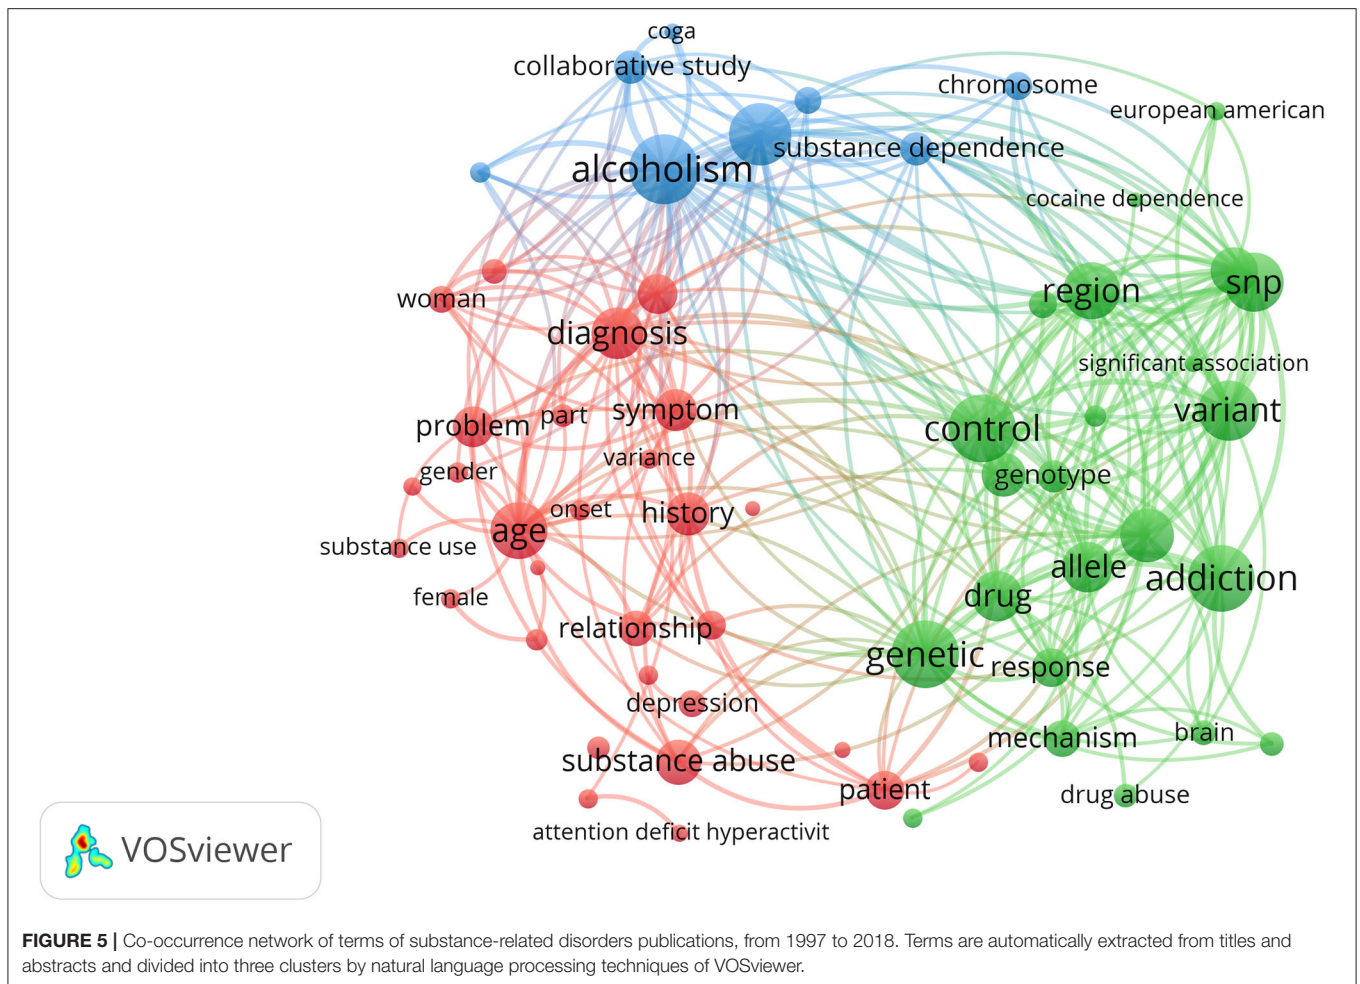 coga
collaborative study
chromosome
european american
substance dependence
alcoholism
cocaine dependence
snp
region
woman
diagnosis
significant association
symptom
variant
part
problem
control
variance
gender
genotype
onset
history
age
substance use
allele
addiction
female
drug
relationship
genetic
response
depression
brain
mechanism
substance abuse
patient
drug abuse
attention deficit hyperactivit
VOSviewer
FIGURE 5 | Co-occurrence network of terms of substance-related disorders publications, from 1997 to 2018. Terms are automatically extracted from titles and
abstracts and divided into three clusters by natural language processing techniques of VOSviewer.